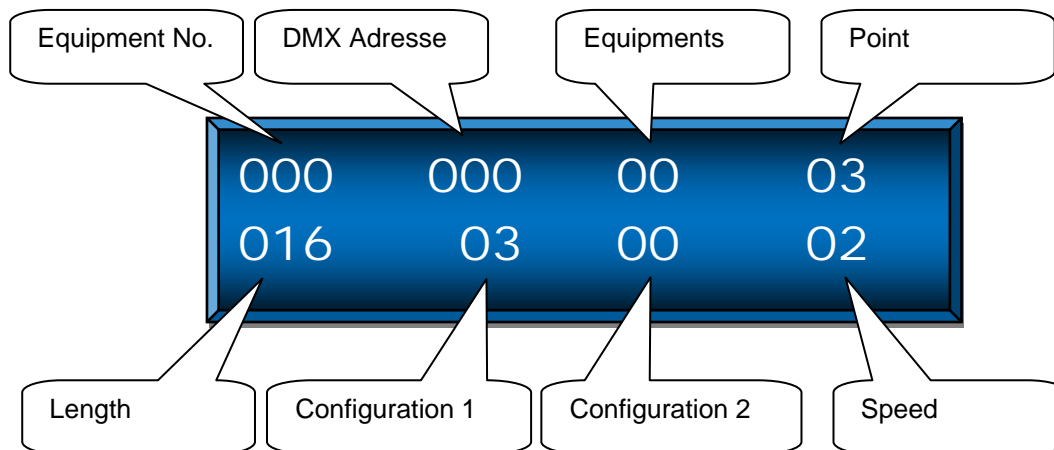 Equipment No. DMX Adresse Equipments Point
000 000 00 03
016 03 00 02
Length Configuration 1 Configuration 2 Speed